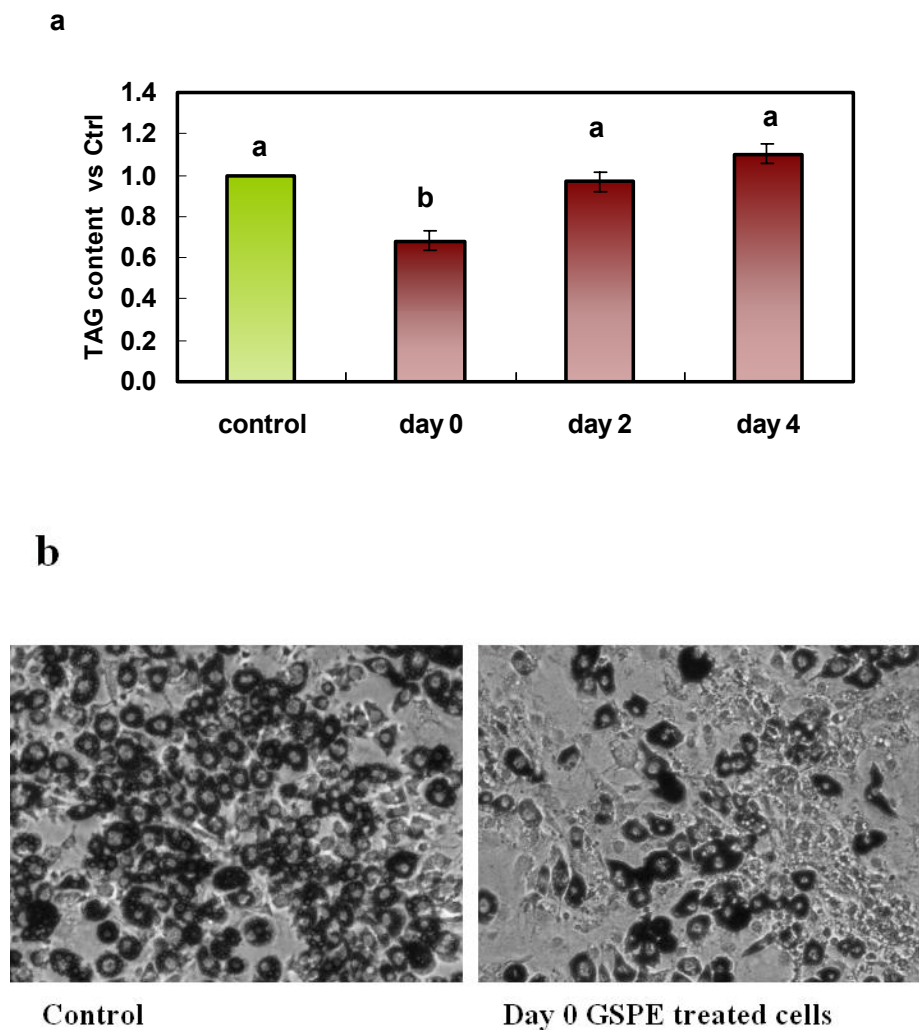 a
TAG content vs Ctrl
1.4
1.2
1.0
0.8
0.6
0.4
0.2
0.0
a
b
a
a
control
day 0
day 2
day 4
b
Control
Day 0 GSPE treated cells